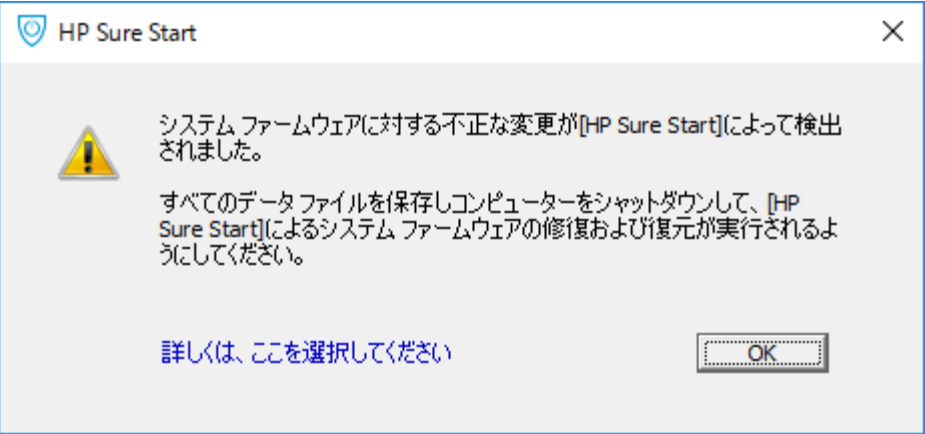 HP Sure Start
システム ファームウェアに対する不正な変更が[HP Sure Start]によって検出
されました。
すべてのデータ ファイルを保存しコンピューターをシャットダウンして、[HP
Sure Start]によるシステム ファームウェアの修復および復元が実行されるよ
うにしてください。
詳しくは、ここを選択してください
OK